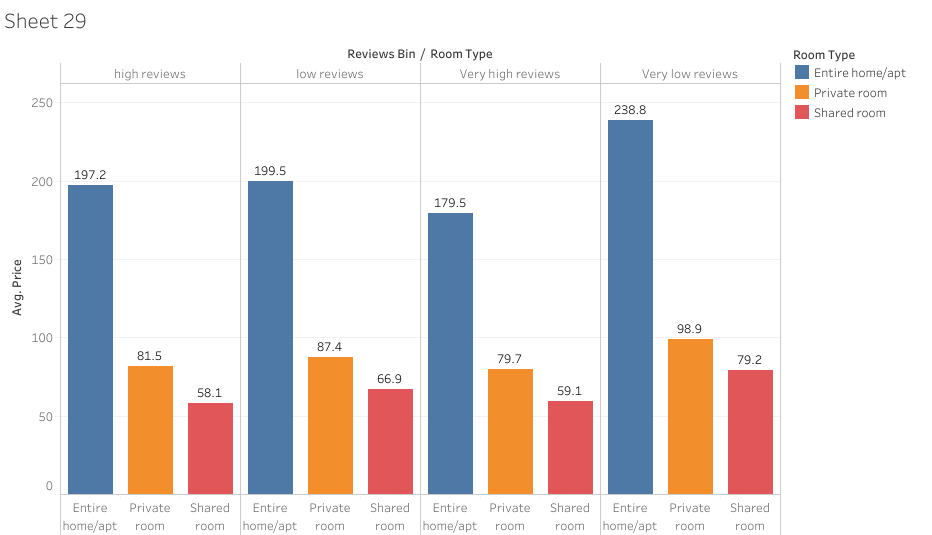 Sheet 29
Reviews Bin / Room Type
high reviews
low reviews
Very high reviews
Very low reviews
Room Type
Entire home/apt
Private room
Shared room
Avg. Price
250
200
150
100
50
0
197.2
81.5
58.1
199.5
87.4
66.9
179.5
79.7
59.1
238.8
98.9
79.2
Entire
home/apt
Private
room
Shared
room
Entire
home/apt
Private
room
Shared
room
Entire
home/apt
Private
room
Shared
room
Entire
home/apt
Private
room
Shared
room